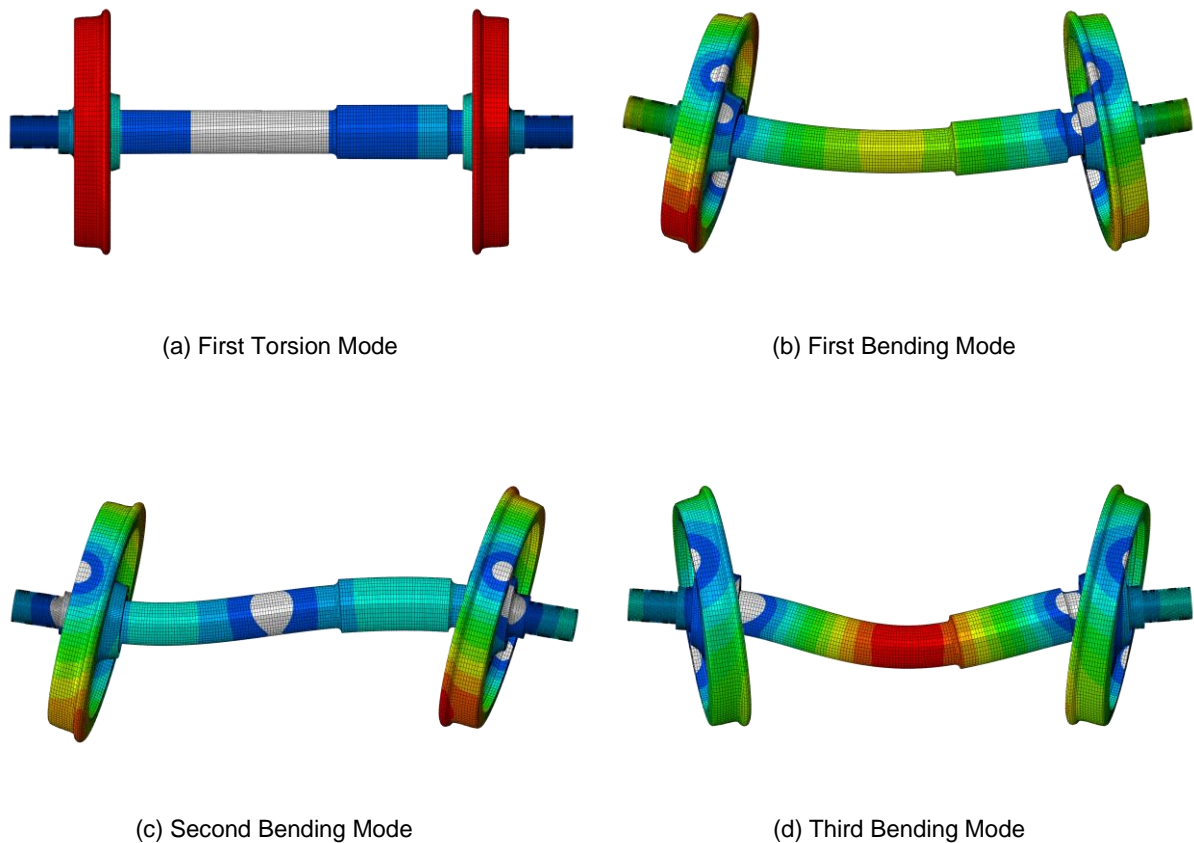 (a) First Torsion Mode
(b) First Bending Mode
(c) Second Bending Mode
(d) Third Bending Mode